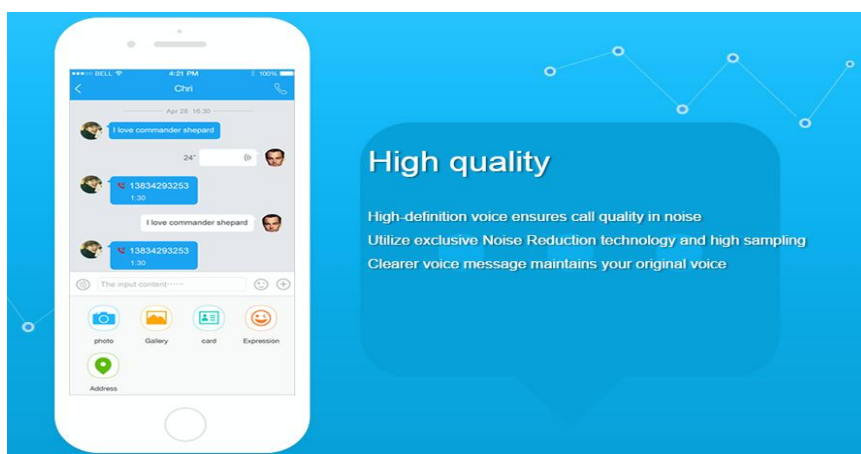 BELL 4:21 PM 100%
Chri
Apr 28 16:30
I love commander shepard
24"
13834293253
1:30
I love commander shepard
13834293253
1:30
The input content······
photo Gallery card Expression
Address
High quality
High-definition voice ensures call quality in noise
Utilize exclusive Noise Reduction technology and high sampling
Clearer voice message maintains your original voice